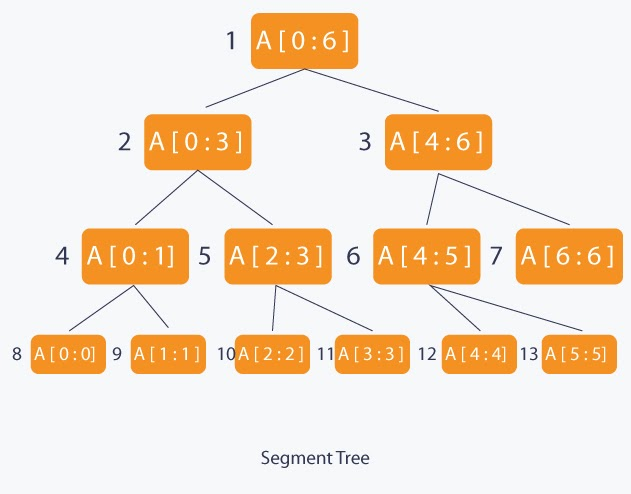 1 A[0:6]
2 A[0:3] 3 A[4:6]
4 A[0:1] 5 A[2:3] 6 A[4:5] 7 A[6:6]
8 A[0:0] 9 A[1:1] 10 A[2:2] 11 A[3:3] 12 A[4:4] 13 A[5:5]
Segment Tree